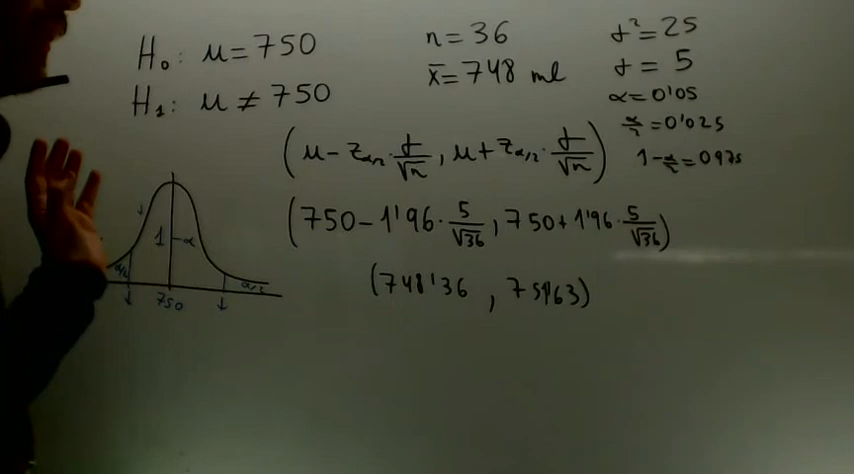 H₀: μ = 750
H₁: μ ≠ 750
n = 36
x̄ = 748 ml
σ² = 25
σ = 5
α = 0'05
α/2 = 0'025
1 - α/2 = 0975
(μ - z_{α/2} · σ/√n , μ + z_{α/2} · σ/√n)
(750 - 1'96 · 5/√36 , 750 + 1'96 · 5/√36)
(748'36 , 751'63)
1 - α
α/2
α/2
750